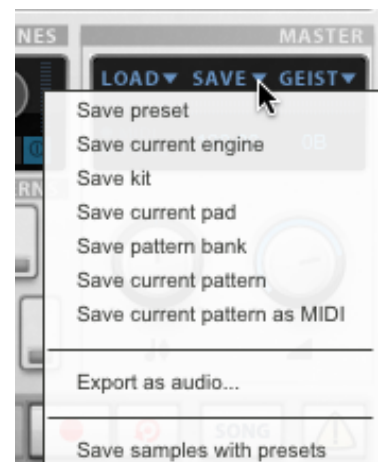 NES
MASTER
LOAD▼ SAVE▼ GEIST▼
Save preset
Save current engine
Save kit
Save current pad
Save pattern bank
Save current pattern
Save current pattern as MIDI
Export as audio...
SONG
Save samples with presets